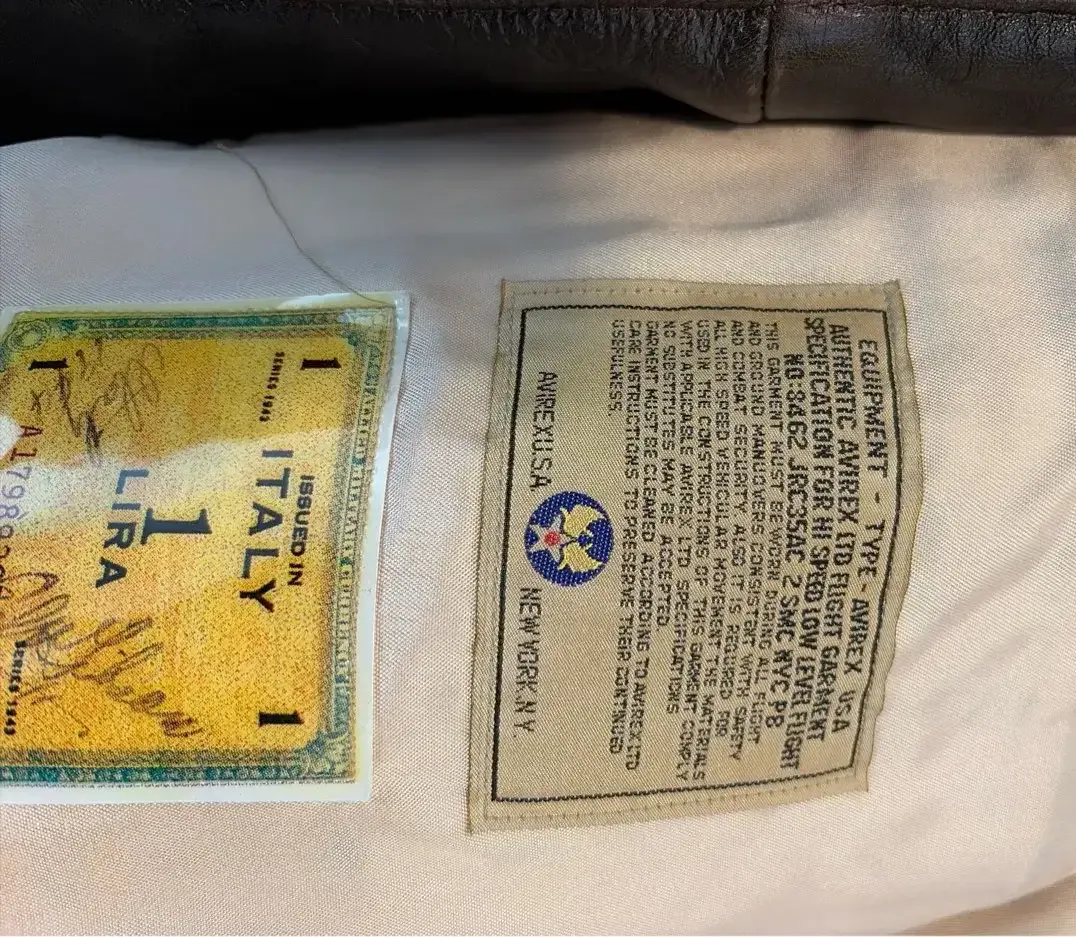 EQUIPMENT - TYPE - AVIREX USA
AUTHENTIC AVIREX LTD FLIGHT GARMENT
SPECIFICATION FOR HI SPEED LOW LEVEL FLIGHT
NO:8462 JRC35AC 2 SMC NYC P8
THIS GARMENT MUST BE WORN DURING ALL FLIGHT
AND GROUND MANUUVERS CONSISTENT WITH SAFETY
AND COMBAT SECURITY ALSO IT IS REQUIRED FOR
ALL HIGH SPEED VEHICULAR MOVEMENT THE MATERIALS
USED IN THE CONSTRUCTIONS OF THIS GARMENT COMPLY
WITH APPLICABLE AVIREX LTD SPECIFICATIONS
NO SUBSTITUTES MAY BE ACCEPTED.
GARMENT MUST BE CLEANED ACCORDING TO AVIREX LTD
CARE INSTRUCTIONS TO PRESERVE THEIR CONTINUED
USEFULNESS.
AVIREX U.S.A. NEW YORK. N.Y.
ISSUED IN
1 SERIES 1943 ITALY 1
1
LIRA
1
SERIES 1943